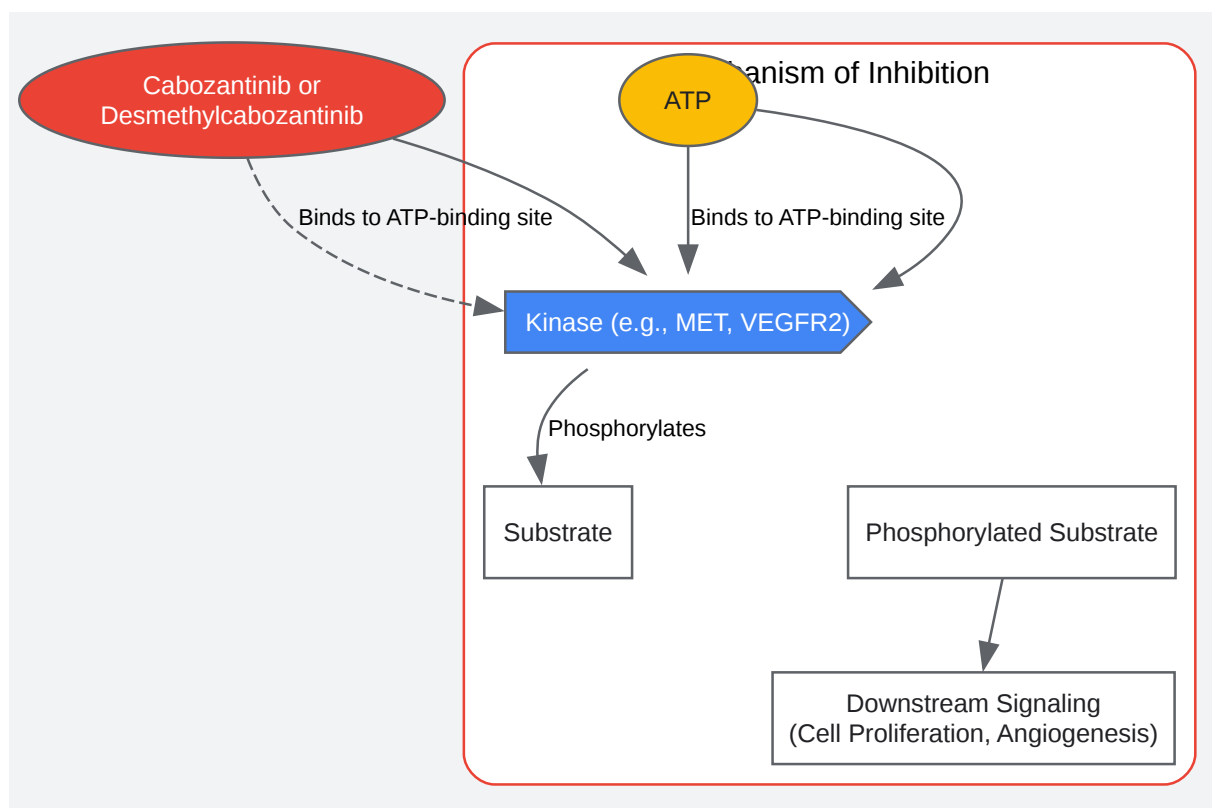 anism of Inhibition
Cabozantinib or
Desmethylcabozantinib
ATP
Binds to ATP-binding site
Binds to ATP-binding site
Kinase (e.g., MET, VEGFR2)
Phosphorylates
Substrate
Phosphorylated Substrate
Downstream Signaling
(Cell Proliferation, Angiogenesis)